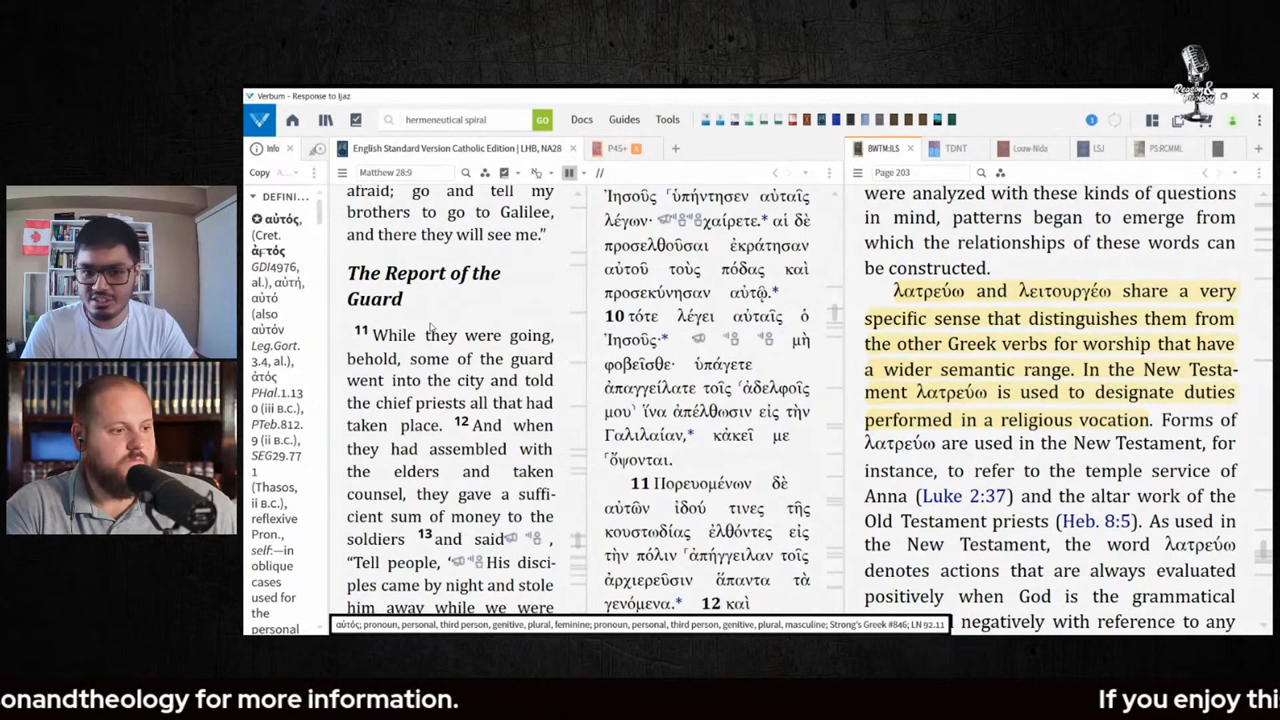 Reason &
Theology
Verbum - Response to Ijaz
hermeneutical spiral
GO
Docs
Guides
Tools
Info
English Standard Version Catholic Edition | LHB, NA28
P45+
BWTM:ILS
TDNT
Louw-Nida
LSJ
PS:RCML
Copy
Matthew 28:9
Page 203
DEFINI...
αὐτός,
(Cret.
GDI4976,
al.), αὐτή,
αὐτό
(also
αὐτόν
Leg.Gort.
3.4, al.),
ἁτός
PHal.1.13
0 (iii B.C.),
PTeb.812.
9 (ii B.C.),
SEG29.77
1
(Thasos,
ii B.C.),
reflexive
Pron.,
self:—in
oblique
cases
used for
the
personal
afraid; go and tell my
brothers to go to Galilee,
and there they will see me.”
The Report of the
Guard
11 While they were going,
behold, some of the guard
went into the city and told
the chief priests all that had
taken place. 12 And when
they had assembled with
the elders and taken
counsel, they gave a suffi-
cient sum of money to the
soldiers 13 and said ,
“Tell people, ‘ His disci-
ples came by night and stole
him away while we were
Ἰησοῦς ⸀ὑπήντησεν αὐταῖς
λέγων· χαίρετε.* αἱ δὲ
προσελθοῦσαι ἐκράτησαν
αὐτοῦ τοὺς πόδας καὶ
προσεκύνησαν αὐτῷ.*
10 τότε λέγει αὐταῖς ὁ
Ἰησοῦς·* μὴ
φοβεῖσθε· ὑπάγετε
ἀπαγγείλατε τοῖς ⸂ἀδελφοῖς
μου⸃ ἵνα ἀπέλθωσιν εἰς τὴν
Γαλιλαίαν,* κἀκεῖ με
⸀ὄψονται.
11 Πορευομένων δὲ
αὐτῶν ἰδού τινες τῆς
κουστωδίας ἐλθόντες εἰς
τὴν πόλιν ⸀ἀπήγγειλαν τοῖς
ἀρχιερεῦσιν ἅπαντα τὰ
γενόμενα.* 12 καὶ
were analyzed with these kinds of questions
in mind, patterns began to emerge from
which the relationships of these words can
be constructed.
λατρεύω and λειτουργέω share a very
specific sense that distinguishes them from
the other Greek verbs for worship that have
a wider semantic range. In the New Testa-
ment λατρεύω is used to designate duties
performed in a religious vocation. Forms of
λατρεύω are used in the New Testament, for
instance, to refer to the temple service of
Anna (Luke 2:37) and the altar work of the
Old Testament priests (Heb. 8:5). As used in
the New Testament, the word λατρεύω
denotes actions that are always evaluated
positively when God is the grammatical
negatively with reference to any
αὐτός; pronoun, personal, third person, genitive, plural, feminine; pronoun, personal, third person, genitive, plural, masculine; Strong's Greek #846; LN 92.11
onandtheology for more information.
If you enjoy thi